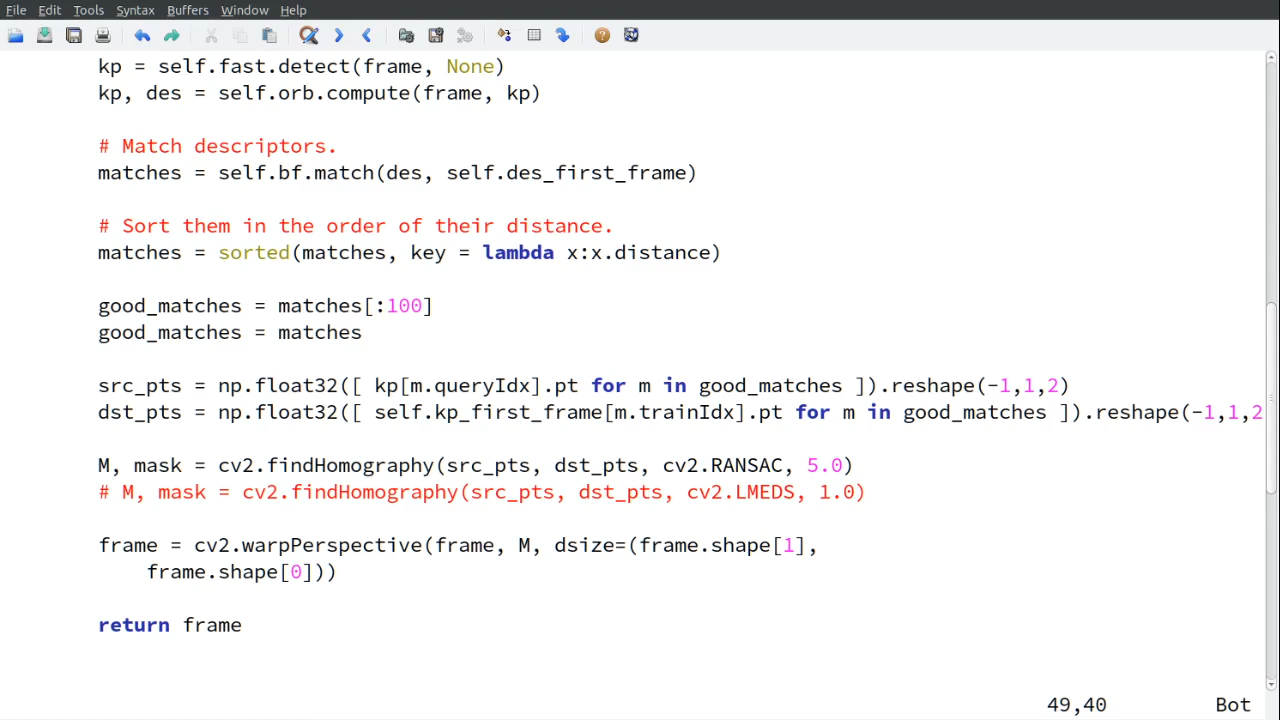 File Edit Tools Syntax Buffers Window Help
kp = self.fast.detect(frame, None)
kp, des = self.orb.compute(frame, kp)
# Match descriptors.
matches = self.bf.match(des, self.des_first_frame)
# Sort them in the order of their distance.
matches = sorted(matches, key = lambda x:x.distance)
good_matches = matches[:100]
good_matches = matches
src_pts = np.float32([ kp[m.queryIdx].pt for m in good_matches ]).reshape(-1,1,2)
dst_pts = np.float32([ self.kp_first_frame[m.trainIdx].pt for m in good_matches ]).reshape(-1,1,2
M, mask = cv2.findHomography(src_pts, dst_pts, cv2.RANSAC, 5.0)
# M, mask = cv2.findHomography(src_pts, dst_pts, cv2.LMEDS, 1.0)
frame = cv2.warpPerspective(frame, M, dsize=(frame.shape[1],
frame.shape[0]))
return frame
49,40 Bot